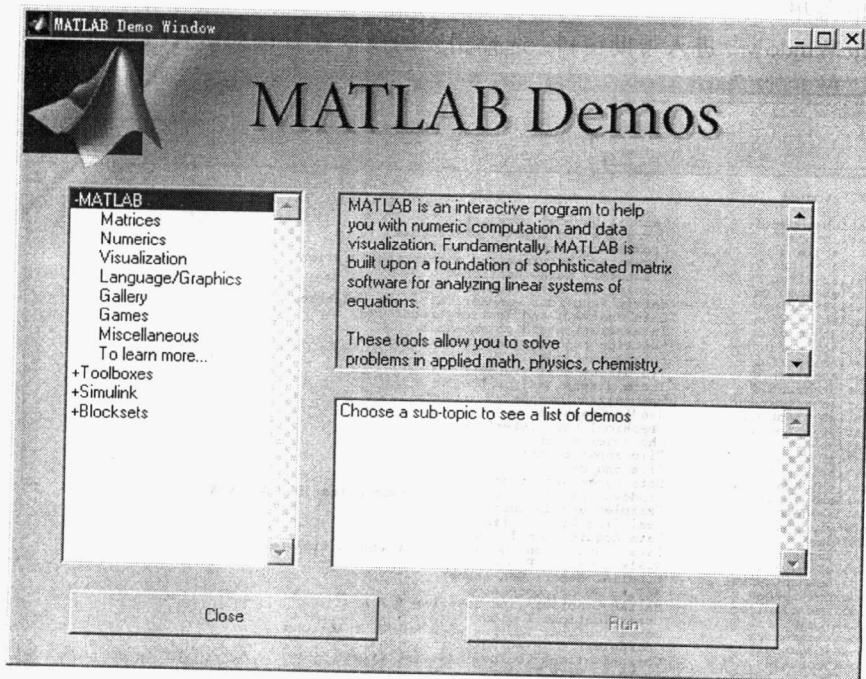 MATLAB Demo Window
MATLAB Demos
-MATLAB
Matrices
Numerics
Visualization
Language/Graphics
Gallery
Games
Miscellaneous
To learn more...
+Toolboxes
+Simulink
+Blocksets
MATLAB is an interactive program to help
you with numeric computation and data
visualization. Fundamentally, MATLAB is
built upon a foundation of sophisticated matrix
software for analyzing linear systems of
equations.
These tools allow you to solve
problems in applied math, physics, chemistry,
Choose a sub-topic to see a list of demos
Close
Run